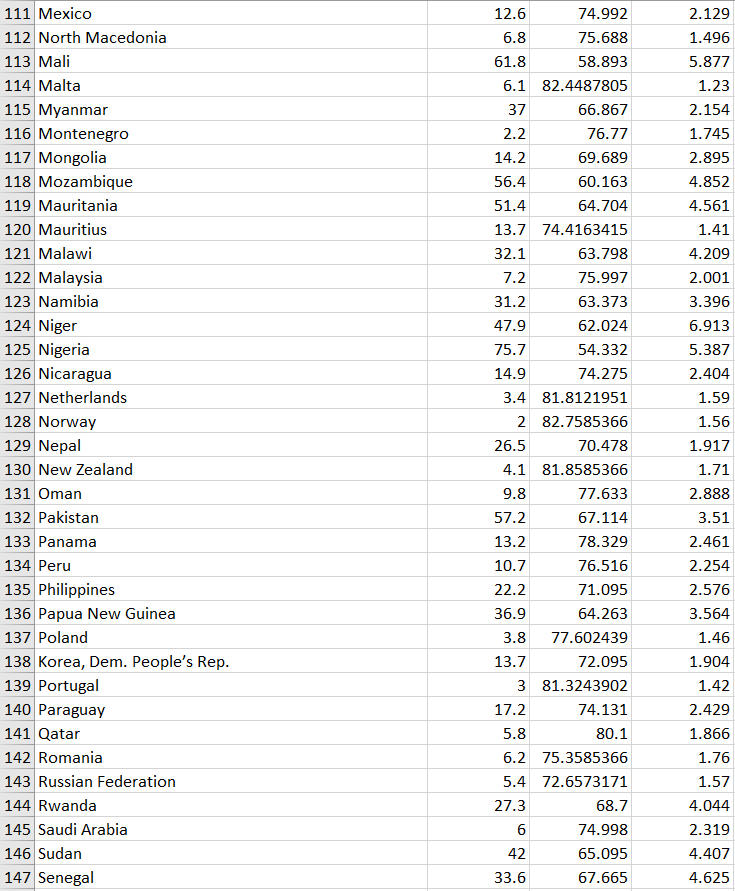 111 Mexico 12.6 74.992 2.129
112 North Macedonia 6.8 75.688 1.496
113 Mali 61.8 58.893 5.877
114 Malta 6.1 82.4487805 1.23
115 Myanmar 37 66.867 2.154
116 Montenegro 2.2 76.77 1.745
117 Mongolia 14.2 69.689 2.895
118 Mozambique 56.4 60.163 4.852
119 Mauritania 51.4 64.704 4.561
120 Mauritius 13.7 74.4163415 1.41
121 Malawi 32.1 63.798 4.209
122 Malaysia 7.2 75.997 2.001
123 Namibia 31.2 63.373 3.396
124 Niger 47.9 62.024 6.913
125 Nigeria 75.7 54.332 5.387
126 Nicaragua 14.9 74.275 2.404
127 Netherlands 3.4 81.8121951 1.59
128 Norway 2 82.7585366 1.56
129 Nepal 26.5 70.478 1.917
130 New Zealand 4.1 81.8585366 1.71
131 Oman 9.8 77.633 2.888
132 Pakistan 57.2 67.114 3.51
133 Panama 13.2 78.329 2.461
134 Peru 10.7 76.516 2.254
135 Philippines 22.2 71.095 2.576
136 Papua New Guinea 36.9 64.263 3.564
137 Poland 3.8 77.602439 1.46
138 Korea, Dem. People’s Rep. 13.7 72.095 1.904
139 Portugal 3 81.3243902 1.42
140 Paraguay 17.2 74.131 2.429
141 Qatar 5.8 80.1 1.866
142 Romania 6.2 75.3585366 1.76
143 Russian Federation 5.4 72.6573171 1.57
144 Rwanda 27.3 68.7 4.044
145 Saudi Arabia 6 74.998 2.319
146 Sudan 42 65.095 4.407
147 Senegal 33.6 67.665 4.625